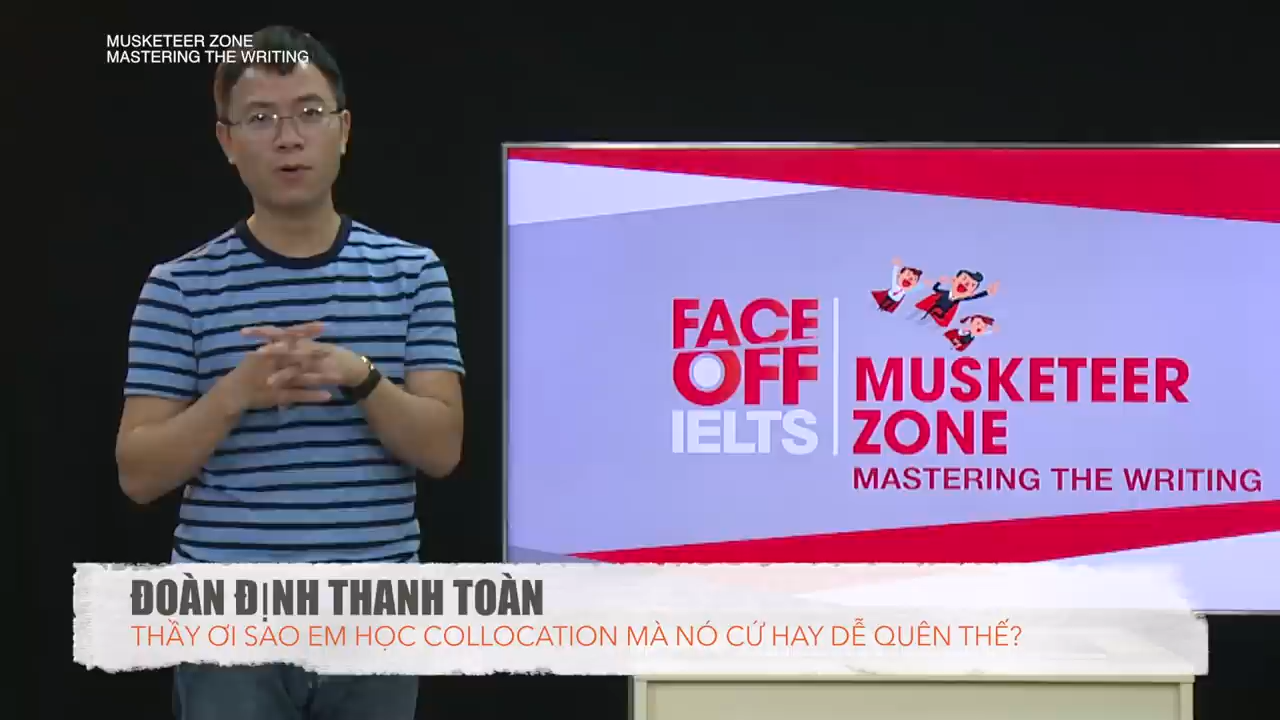 MUSKETEER ZONE
MASTERING THE WRITING
FACE
OFF
IELTS
MUSKETEER
ZONE
MASTERING THE WRITING
ĐOÀN ĐỊNH THANH TOÀN
THẦY ƠI SAO EM HỌC COLLOCATION MÀ NÓ CỨ HAY DỄ QUÊN THẾ?